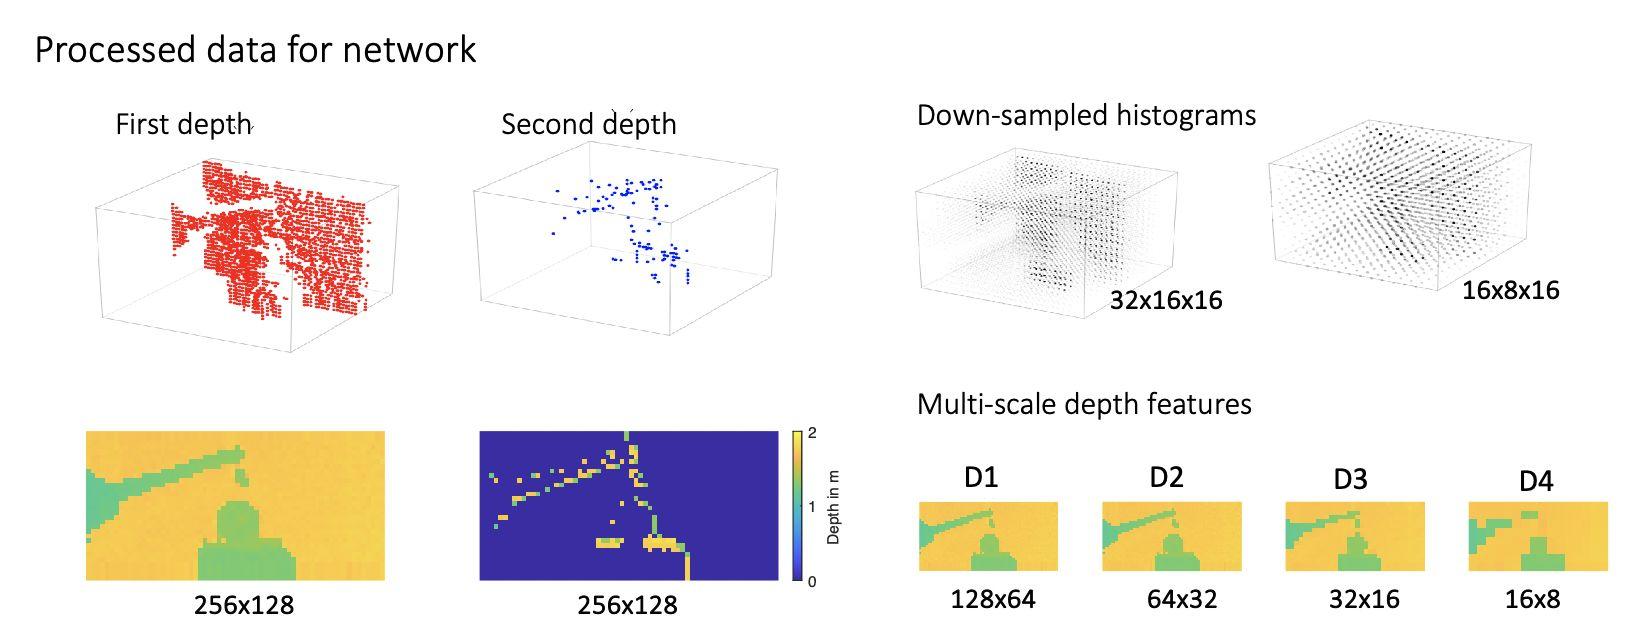 Processed data for network
First depth
Second depth
Down-sampled histograms
32x16x16
16x8x16
256x128
256x128
2
1
0
Depth in m
Multi-scale depth features
D1
D2
D3
D4
128x64
64x32
32x16
16x8